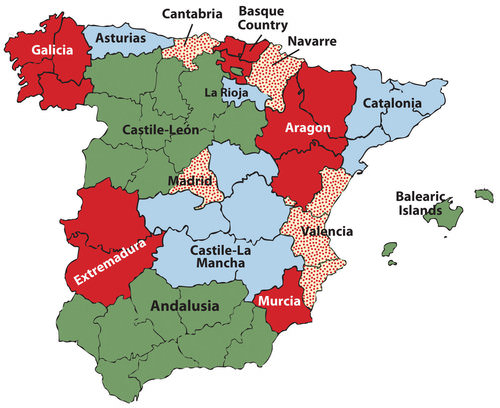 Cantabria
Basque
Country
Asturias
Galicia
Navarre
La Rioja
Catalonia
Castile-León
Aragon
Madrid
Balearic
Islands
Valencia
Extremadura
Castile-La
Mancha
Andalusia
Murcia